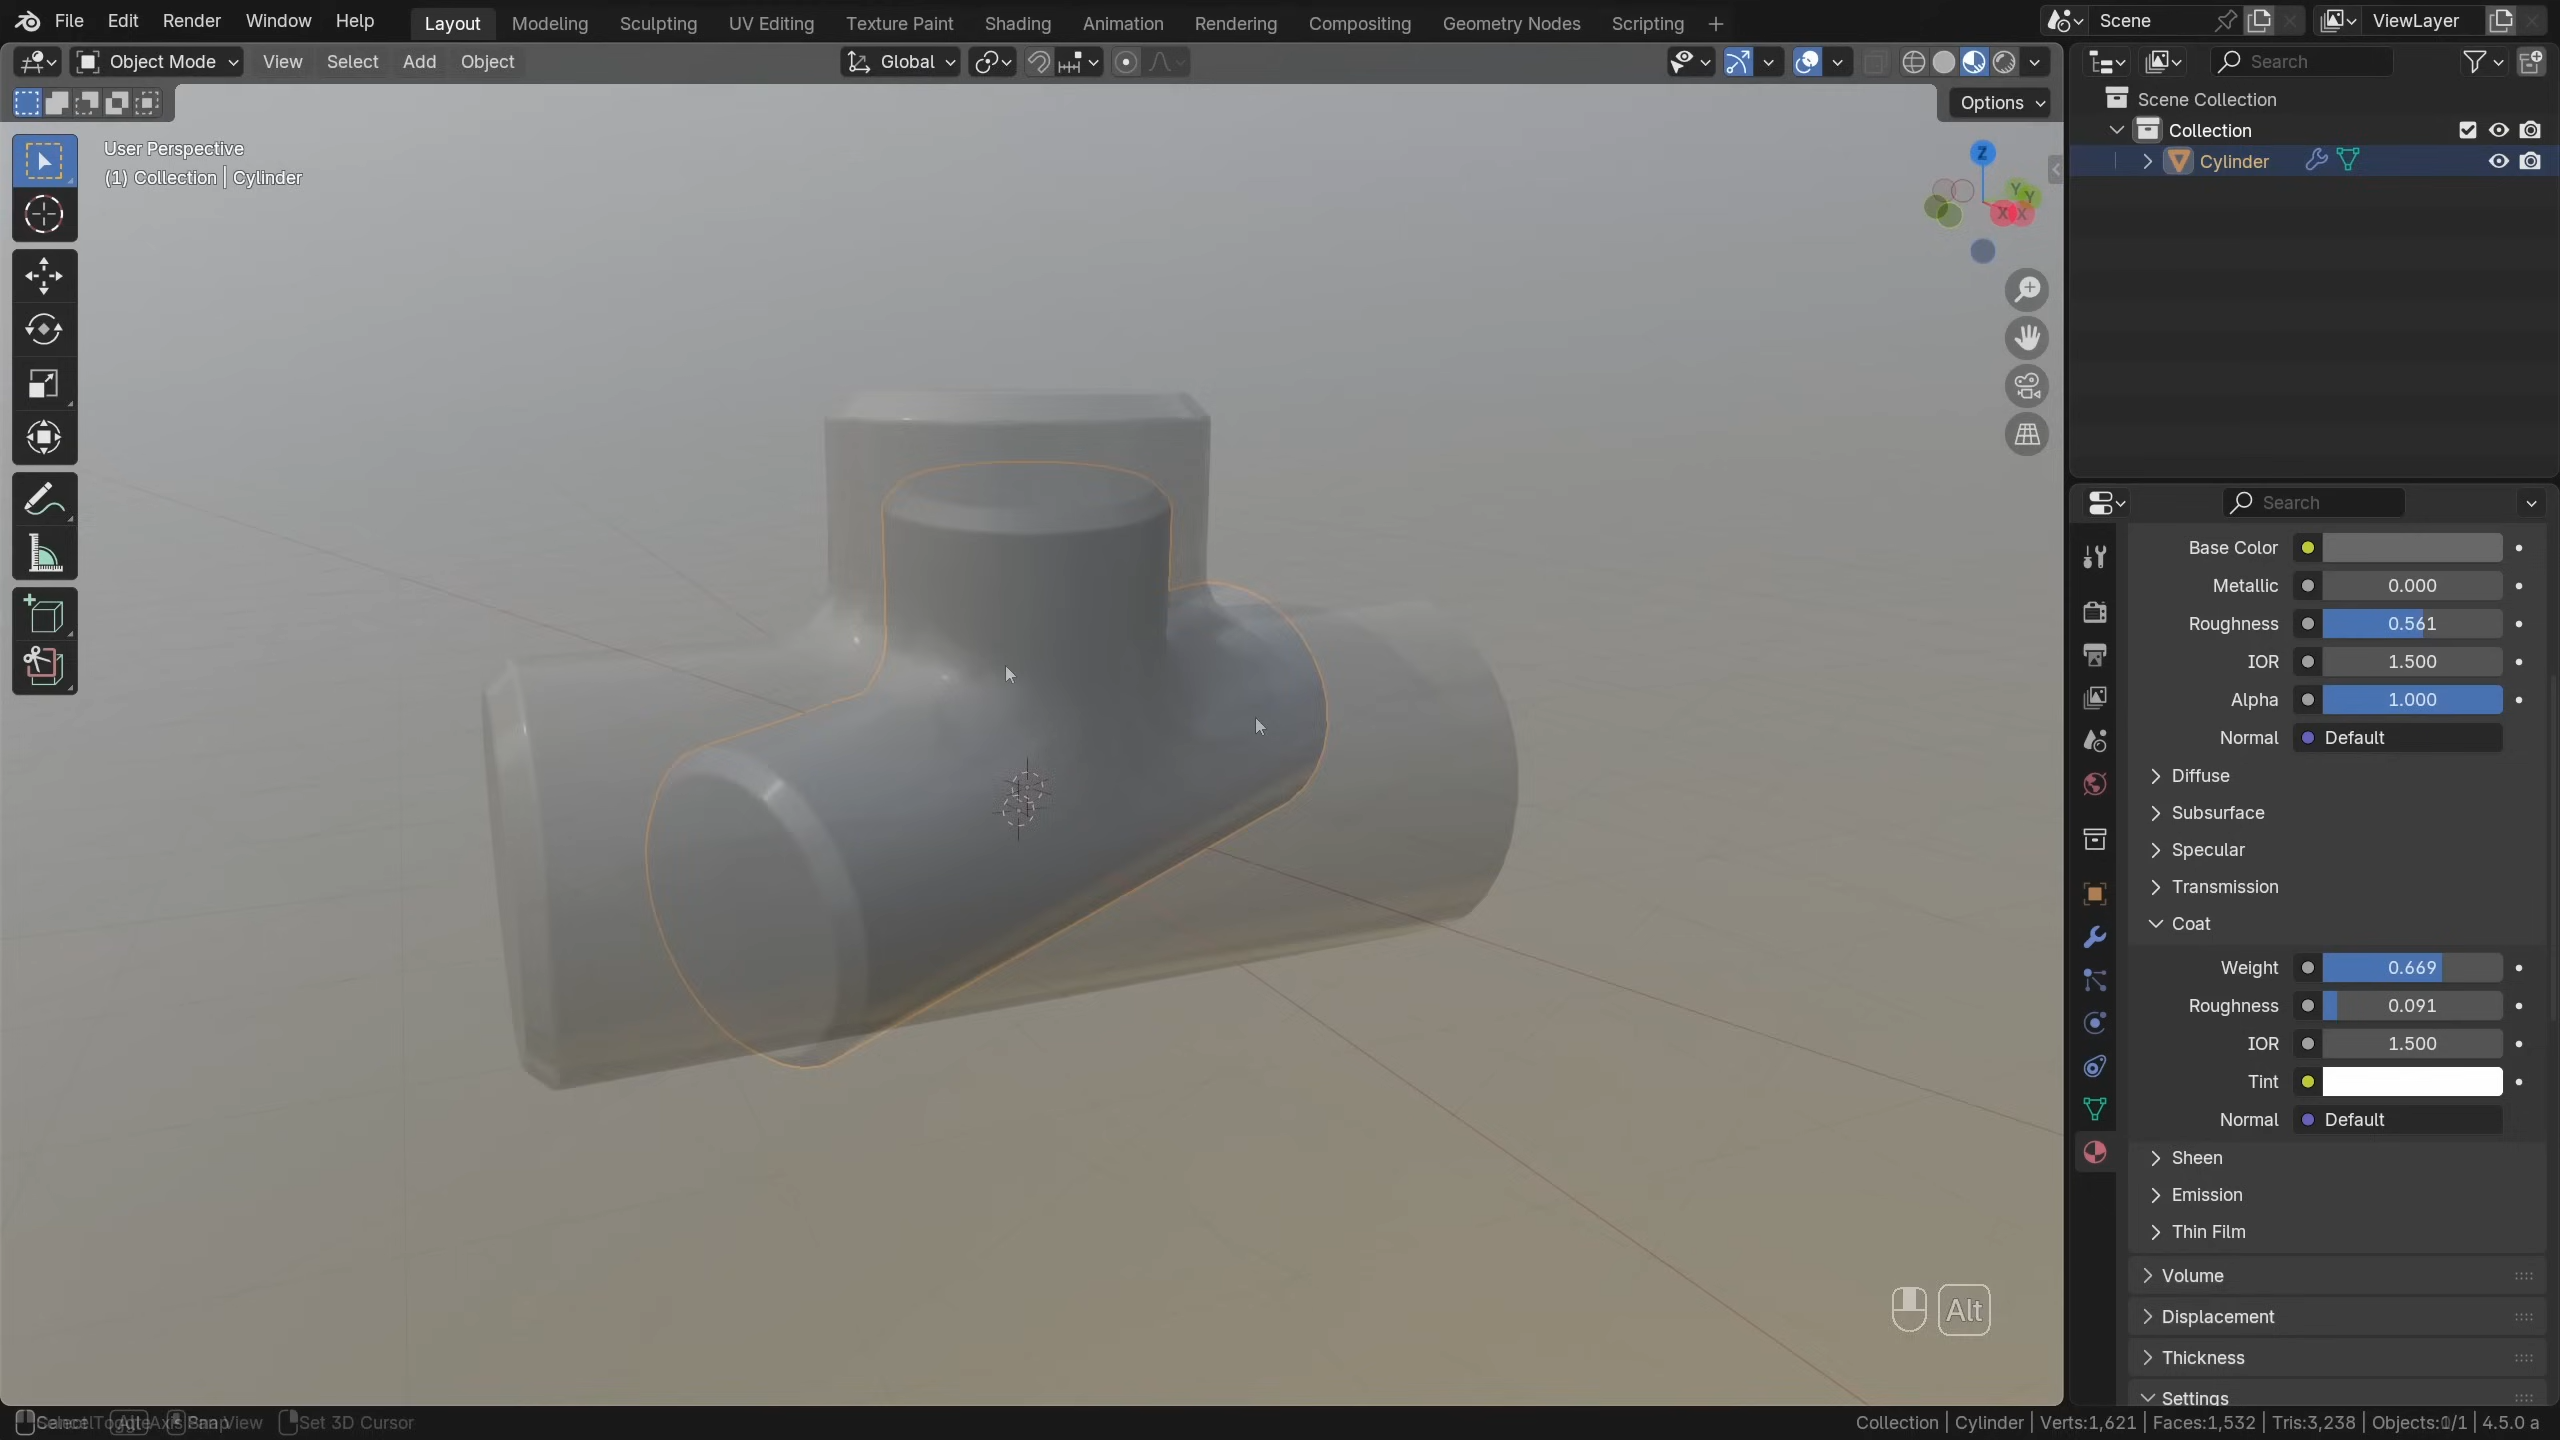 File Edit Render Window Help Layout Modeling Sculpting UV Editing Texture Paint Shading Animation Rendering Compositing Geometry Nodes Scripting + Scene ViewLayer
Object Mode View Select Add Object Global Search
Options
Scene Collection
Collection
Cylinder
User Perspective
(1) Collection | Cylinder
Z
Y
Y
X
X
Search
Base Color
Metallic 0.000
Roughness 0.561
IOR 1.500
Alpha 1.000
Normal Default
Diffuse
Subsurface
Specular
Transmission
Coat
Weight 0.669
Roughness 0.091
IOR 1.500
Tint
Normal Default
Sheen
Emission
Thin Film
Volume
Displacement
Thickness
Settings
Alt
Set 3D Cursor
Collection | Cylinder | Verts:1,621 | Faces:1,532 | Tris:3,238 | Objects: /1 | 4.5.0 a